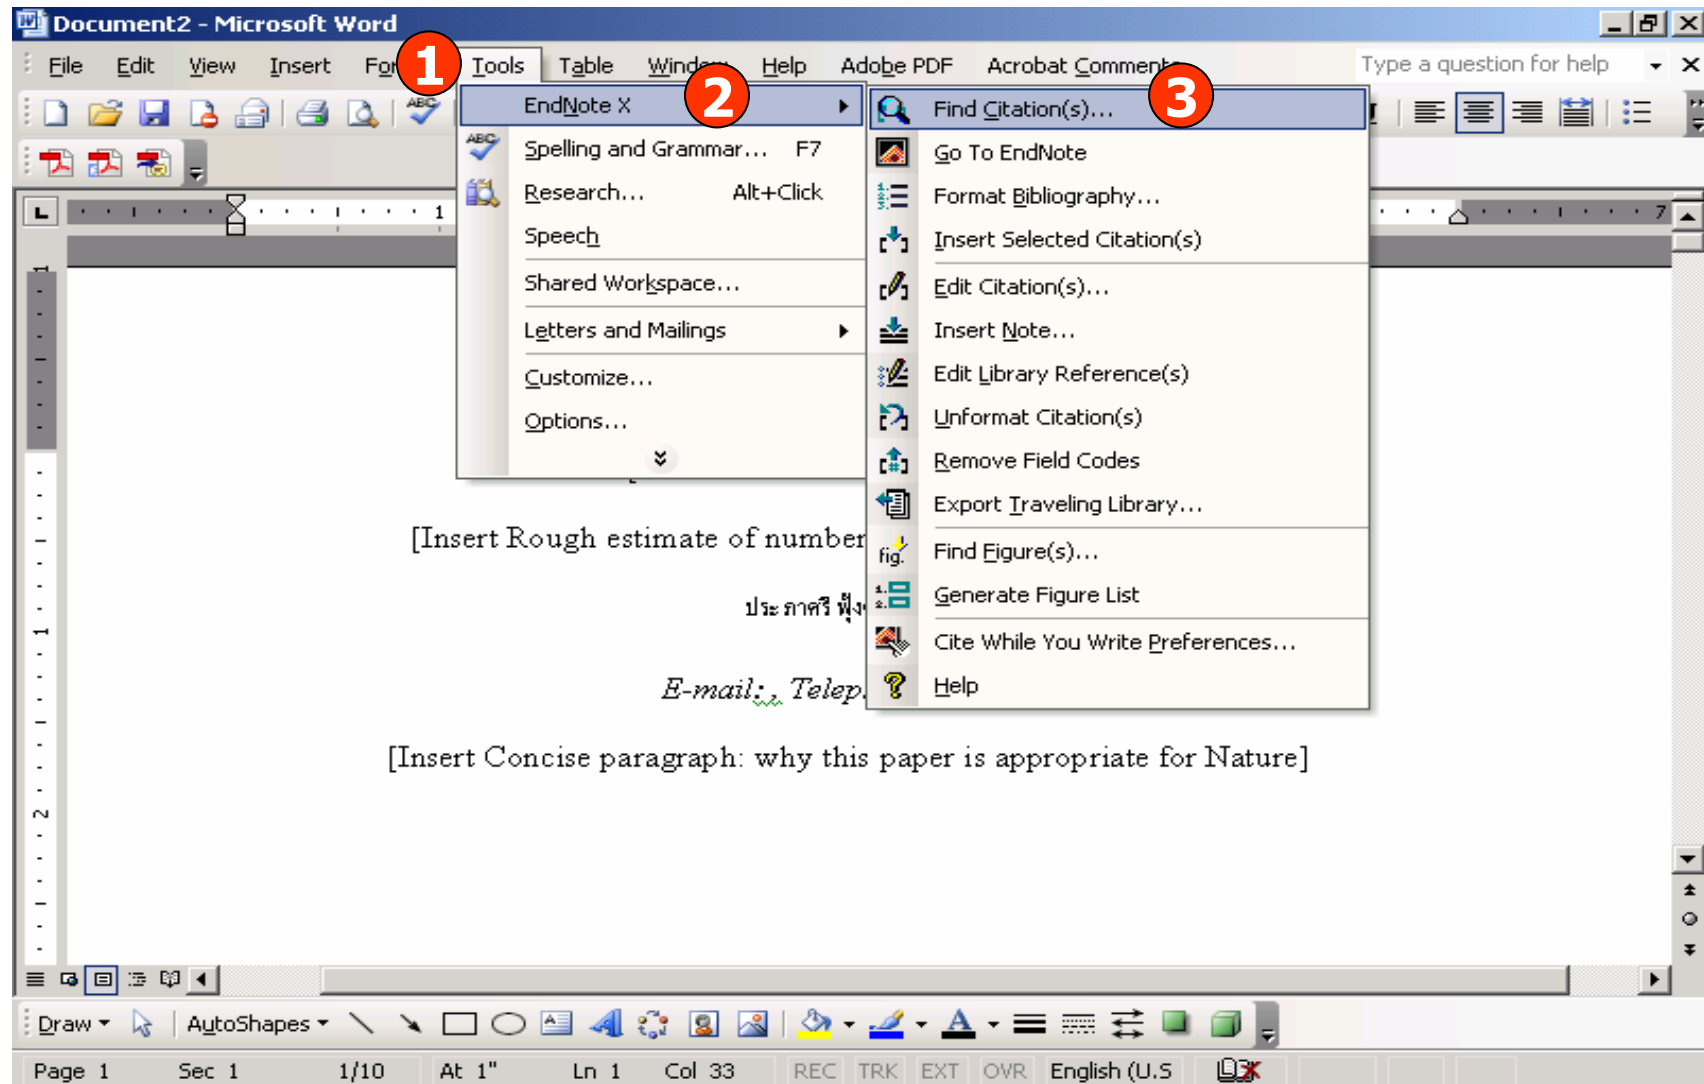 Document2 - Microsoft Word
File Edit View Insert 1 Tools Table Window Help Adobe PDF Acrobat Comments Type a question for help
EndNote X 2
Spelling and Grammar... F7
Research... Alt+Click
Speech
Shared Workspace...
Letters and Mailings
Customize...
Options...
Find Citation(s)... 3
Go To EndNote
Format Bibliography...
Insert Selected Citation(s)
Edit Citation(s)...
Insert Note...
Edit Library Reference(s)
Unformat Citation(s)
Remove Field Codes
Export Traveling Library...
Find Figure(s)...
Generate Figure List
Cite While You Write Preferences...
Help
[Insert Rough estimate of number
ประภาศรี
E-mail:, Telep
[Insert Concise paragraph: why this paper is appropriate for Nature]
Draw AutoShapes
Page 1 Sec 1 1/10 At 1" Ln 1 Col 33 REC TRK EXT OVR English (U.S